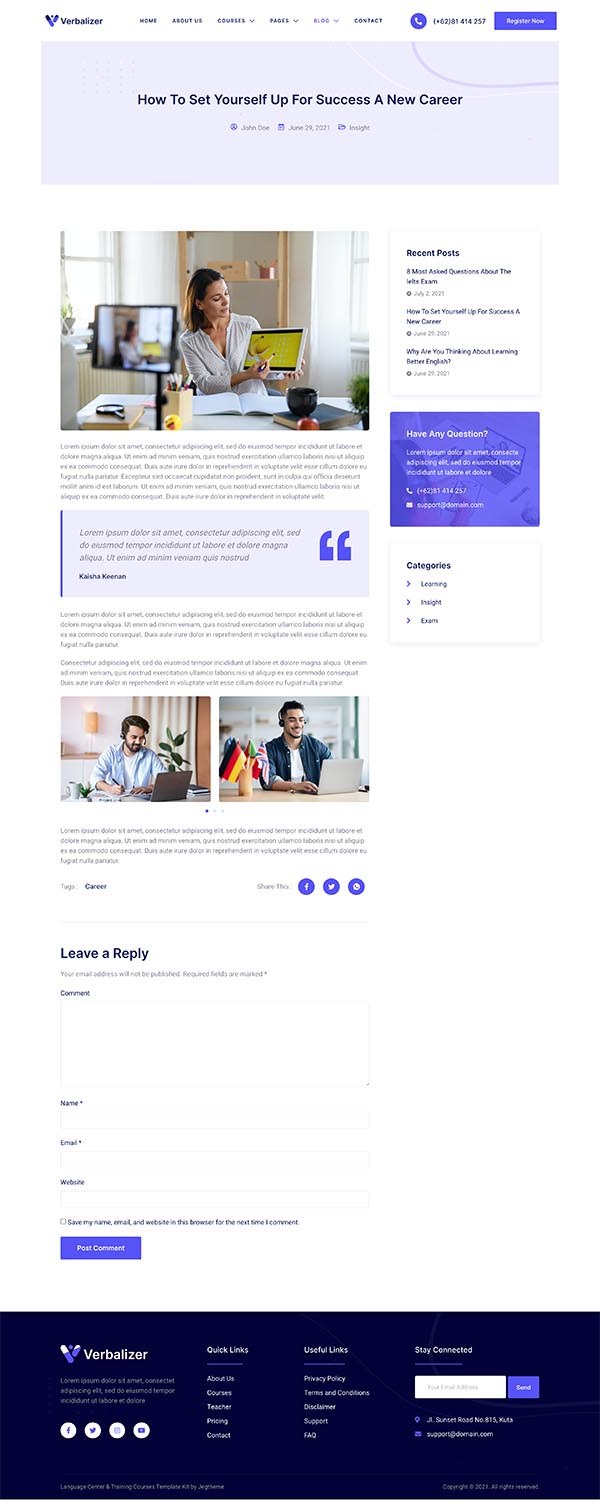 Verbalizer
HOME ABOUT US COURSES PAGES BLOG CONTACT
(+62)81 414 257
Register Now
How To Set Yourself Up For Success A New Career
John Doe June 29, 2021 Insight
Lorem ipsum dolor sit amet, consectetur adipiscing elit, sed do eiusmod tempor incididunt ut labore et
dolore magna aliqua. Ut enim ad minim veniam, quis nostrud exercitation ullamco laboris nisi ut aliquip
ex ea commodo consequat. Duis aute irure dolor in reprehenderit in voluptate velit esse cillum dolore eu
fugiat nulla pariatur. Excepteur sint occaecat cupidatat non proident, sunt in culpa qui officia deserunt
mollit anim id est laborum. Ut enim ad minim veniam, quis nostrud exercitation ullamco laboris nisi ut
aliquip ex ea commodo consequat. Duis aute irure dolor in reprehenderit in voluptate velit.
Lorem ipsum dolor sit amet, consectetur adipiscing elit, sed
do eiusmod tempor incididunt ut labore et dolore magna
aliqua. Ut enim ad minim veniam quis nostrud
Kaisha Keenan
Lorem ipsum dolor sit amet, consectetur adipiscing elit, sed do eiusmod tempor incididunt ut labore et
dolore magna aliqua. Ut enim ad minim veniam, quis nostrud exercitation ullamco laboris nisi ut aliquip
ex ea commodo consequat. Duis aute irure dolor in reprehenderit in voluptate velit esse cillum dolore eu
fugiat nulla pariatur.
Consectetur adipiscing elit, sed do eiusmod tempor incididunt ut labore et dolore magna aliqua. Ut enim
ad minim veniam, quis nostrud exercitation ullamco laboris nisi ut aliquip ex ea commodo consequat.
Duis aute irure dolor in reprehenderit in voluptate velit esse cillum dolore eu fugiat nulla pariatur.
Lorem ipsum dolor sit amet, consectetur adipiscing elit, sed do eiusmod tempor incididunt ut labore et
dolore magna aliqua. Ut enim ad minim veniam, quis nostrud exercitation ullamco laboris nisi ut aliquip
ex ea commodo consequat. Duis aute irure dolor in reprehenderit in voluptate velit esse cillum dolore eu
fugiat nulla pariatur.
Tags : Career
Share This :
Recent Posts
8 Most Asked Questions About The
Ielts Exam
July 2, 2021
How To Set Yourself Up For Success A
New Career
June 29, 2021
Why Are You Thinking About Learning
Better English?
June 29, 2021
Have Any Question?
Lorem ipsum dolor sit amet, consecte
adipiscing elit, sed do eiusmod tempor
incididunt ut labore et dolore
(+62)81 414 257
support@domain.com
Categories
Learning
Insight
Exam
Leave a Reply
Your email address will not be published. Required fields are marked *
Comment
Name *
Email *
Website
Save my name, email, and website in this browser for the next time I comment.
Post Comment
Verbalizer
Lorem ipsum dolor sit amet, consectet
adipiscing elit, sed do eiusmod tempor
incididunt ut labore et dolore
Quick Links
About Us
Courses
Teacher
Pricing
Contact
Useful Links
Privacy Policy
Terms and Conditions
Disclaimer
Support
FAQ
Stay Connected
Your Email Address
Send
Jl. Sunset Road No.815, Kuta
support@domain.com
Language Center & Training Courses Template Kit by Jegtheme
Copyright © 2021. All rights reserved.